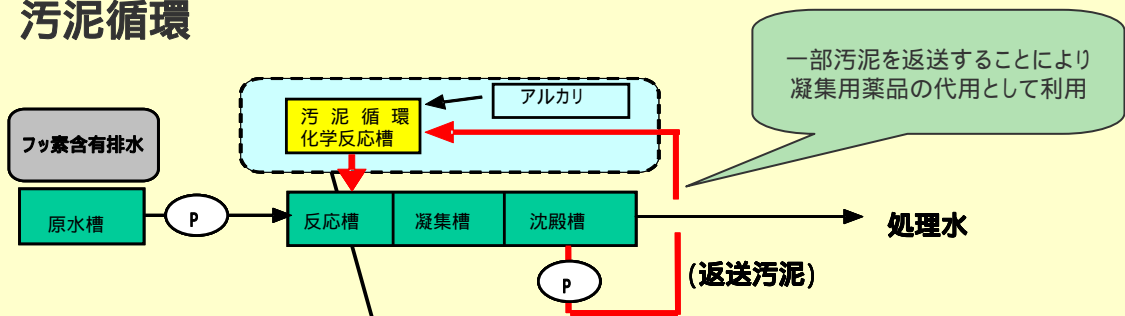 汚泥循環
一部汚泥を返送することにより
凝集用薬品の代用として利用
アルカリ
汚泥循環
化学反応槽
フッ素含有排水
原水槽
P
反応槽
凝集槽
沈殿槽
処理水
P
(返送汚泥)